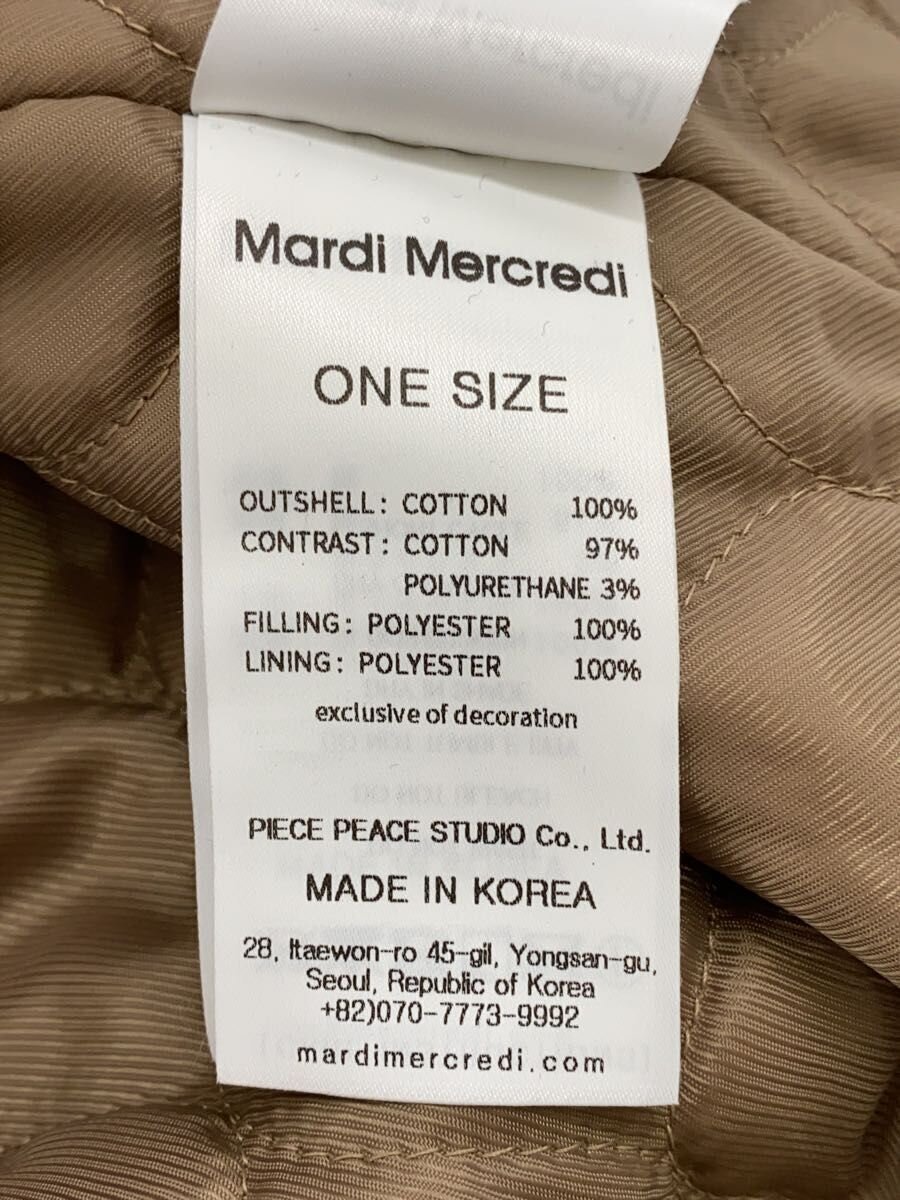 Mardi Mercredi
ONE SIZE
OUTSHELL: COTTON 100%
CONTRAST: COTTON 97%
POLYURETHANE 3%
FILLING: POLYESTER 100%
LINING: POLYESTER 100%
exclusive of decoration
PIECE PEACE STUDIO Co., Ltd.
MADE IN KOREA
28, Itaewon-ro 45-gil, Yongsan-gu,
Seoul, Republic of Korea
+82)070-7773-9992
mardimercredi.com